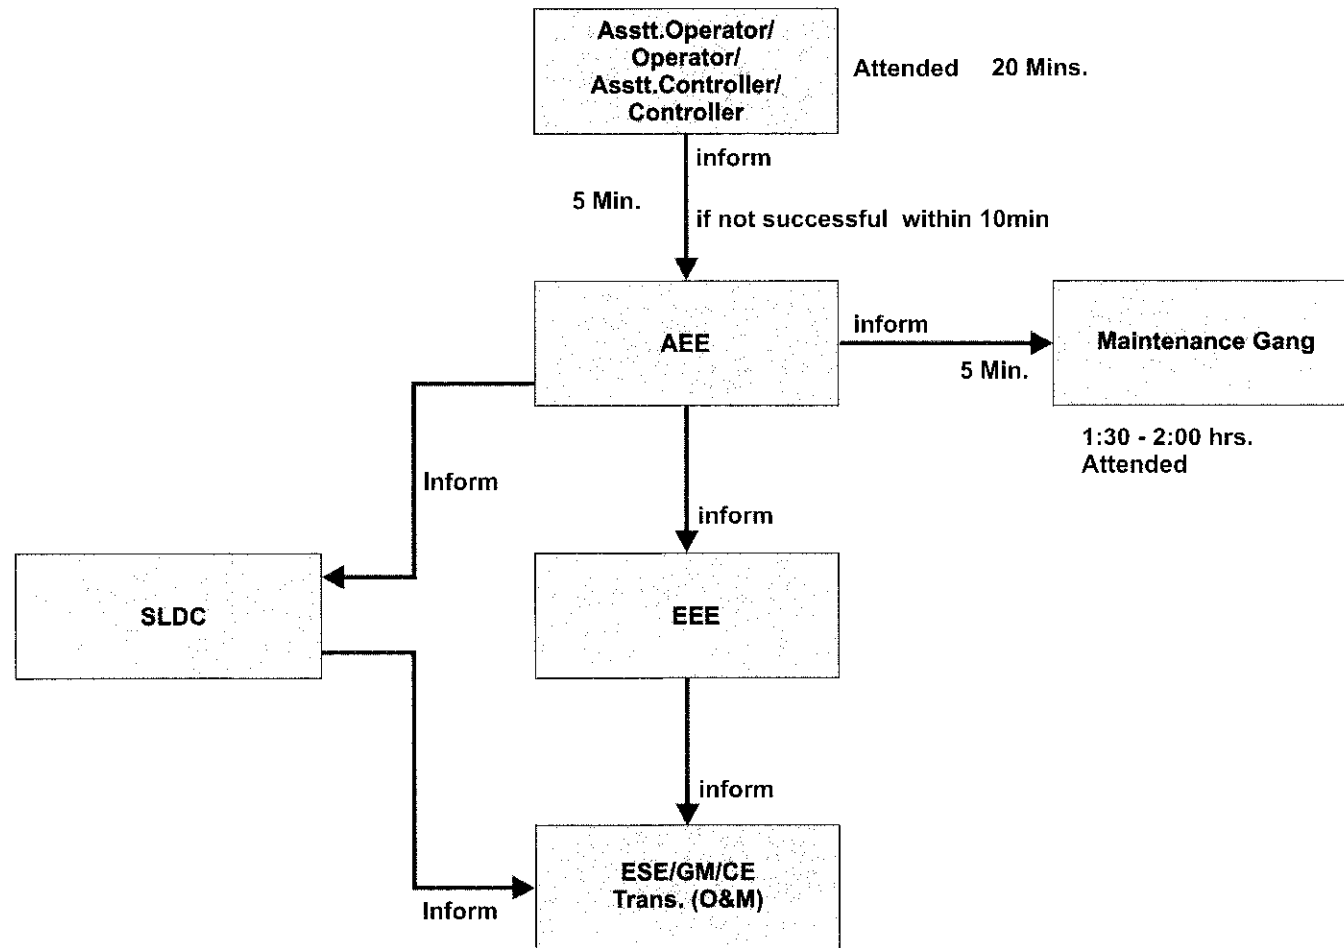 Asstt.Operator/
Operator/
Asstt.Controller/
Controller
Attended 20 Mins.
inform
5 Min.
if not successful within 10min
AEE
inform
5 Min.
Maintenance Gang
1:30 - 2:00 hrs.
Attended
Inform
inform
SLDC
EEE
inform
ESE/GM/CE
Trans. (O&M)
Inform